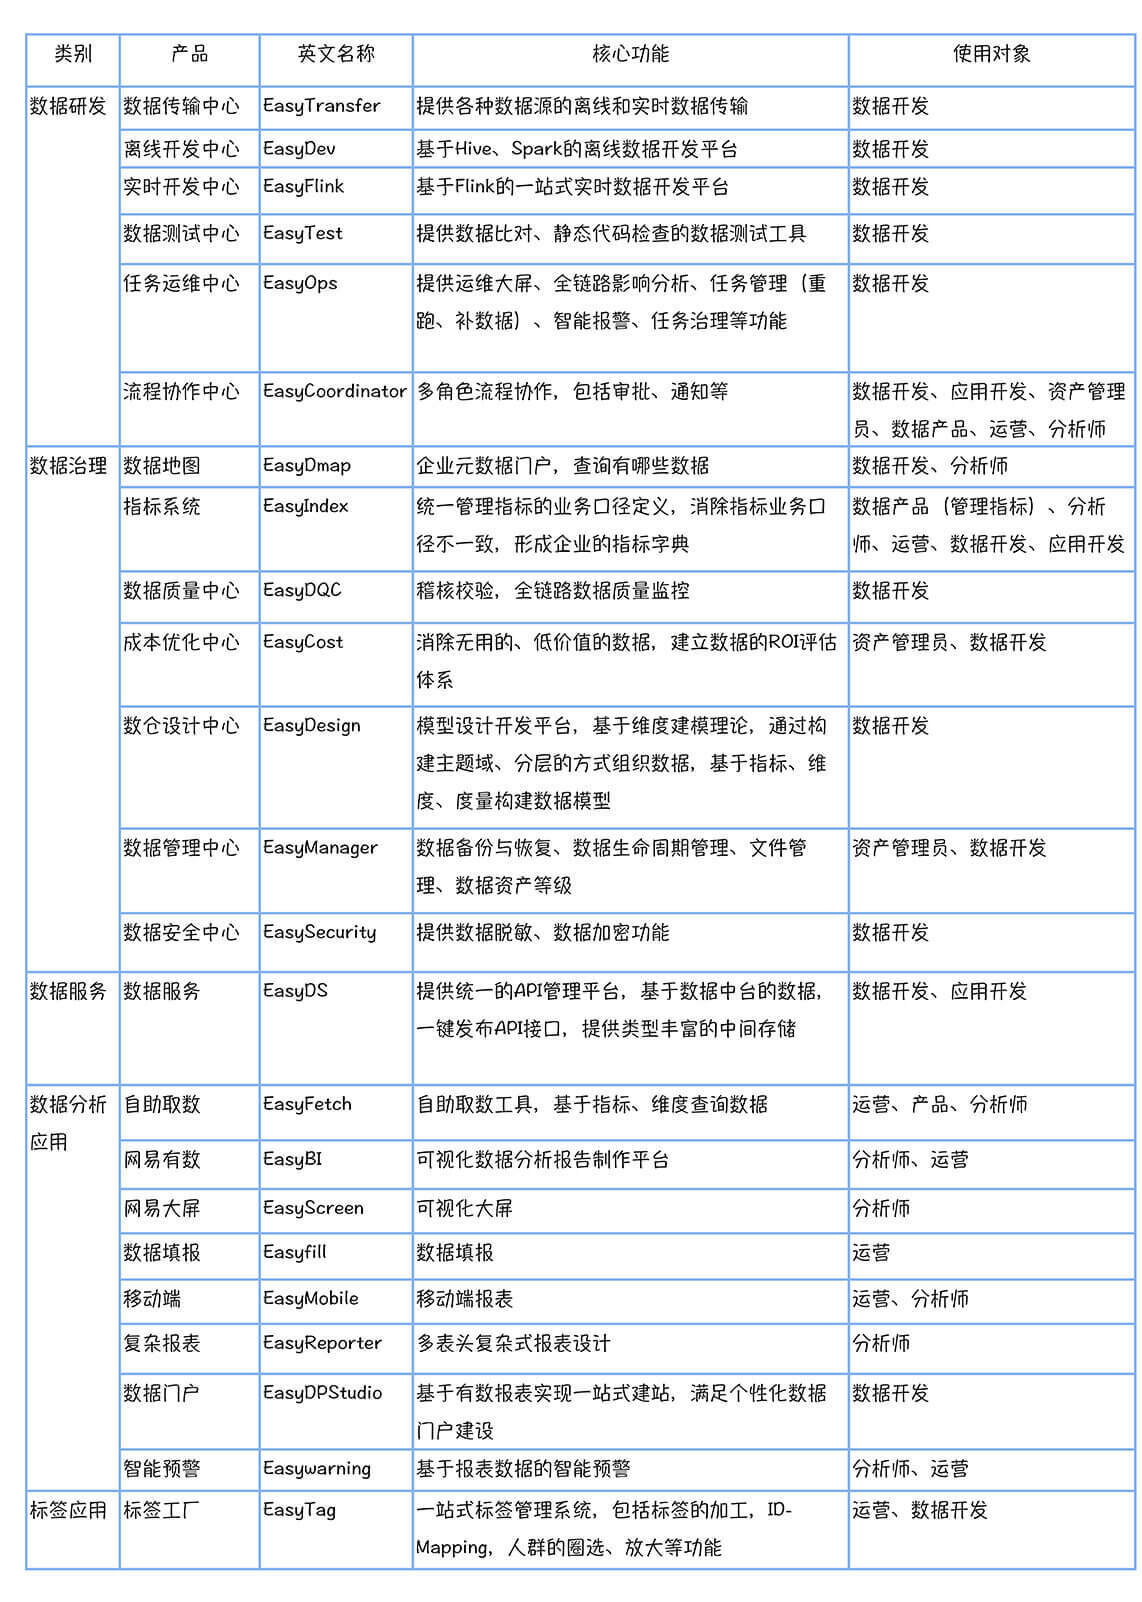 类别 产品 英文名称 核心功能 使用对象
数据研发 数据传输中心 EasyTransfer 提供各种数据源的离线和实时数据传输 数据开发
离线开发中心 EasyDev 基于Hive、Spark的离线数据开发平台 数据开发
实时开发中心 EasyFlink 基于Flink的一站式实时数据开发平台 数据开发
数据测试中心 EasyTest 提供数据比对、静态代码检查的数据测试工具 数据开发
任务运维中心 EasyOps 提供运维大屏、全链路影响分析、任务管理（重 数据开发
跑、补数据）、智能报警、任务治理等功能
流程协作中心 EasyCoordinator 多角色流程协作，包括审批、通知等 数据开发、应用开发、资产管理
员、数据产品、运营、分析师
数据治理 数据地图 EasyDmap 企业元数据门户，查询有哪些数据 数据开发、分析师
指标系统 EasyIndex 统一管理指标的业务口径定义，消除指标业务口 数据产品（管理指标）、分析
径不一致，形成企业的指标字典 师、运营、数据开发、应用开发
数据质量中心 EasyDQC 稽核校验，全链路数据质量监控 数据开发
成本优化中心 EasyCost 消除无用的、低价值的数据，建立数据的ROI评估 资产管理员、数据开发
体系
数仓设计中心 EasyDesign 模型设计开发平台，基于维度建模理论，通过构 数据开发
建主题域、分层的方式组织数据，基于指标、维
度、度量构建数据模型
数据管理中心 EasyManager 数据备份与恢复、数据生命周期管理、文件管 资产管理员、数据开发
理、数据资产等级
数据安全中心 EasySecurity 提供数据脱敏、数据加密功能 数据开发
数据服务 数据服务 EasyDS 提供统一的API管理平台，基于数据中台的数据， 数据开发、应用开发
一键发布API接口，提供类型丰富的中间存储
数据分析 自助取数 EasyFetch 自助取数工具，基于指标、维度查询数据 运营、产品、分析师
应用
网易有数 EasyBI 可视化数据分析报告制作平台 分析师、运营
网易大屏 EasyScreen 可视化大屏 分析师
数据填报 Easyfill 数据填报 运营
移动端 EasyMobile 移动端报表 运营、分析师
复杂报表 EasyReporter 多表头复杂式报表设计 分析师
数据门户 EasyDPStudio 基于有数报表实现一站式建站，满足个性化数据 数据开发
门户建设
智能预警 Easywarning 基于报表数据的智能预警 分析师、运营
标签应用 标签工厂 EasyTag 一站式标签管理系统，包括标签的加工，ID- 运营、数据开发
Mapping，人群的圈选、放大等功能